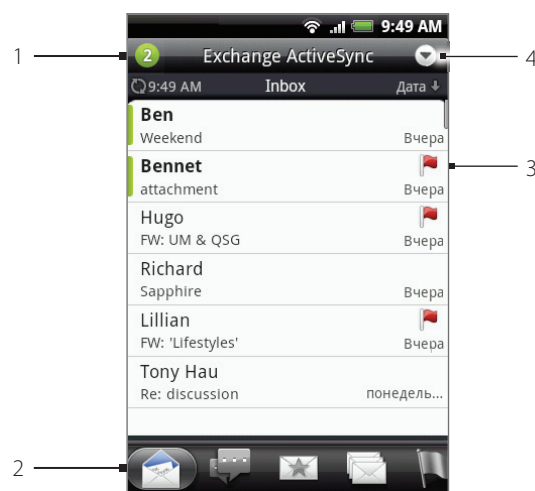 9:49 AM
1
2 Exchange ActiveSync
4
9:49 AM Inbox Дата
Ben
Weekend Вчера
Bennet
3
attachment Вчера
Hugo
FW: UM & QSG Вчера
Richard
Sapphire Вчера
Lillian
FW: 'Lifestyles' Вчера
Tony Hau
Re: discussion понедель...
2